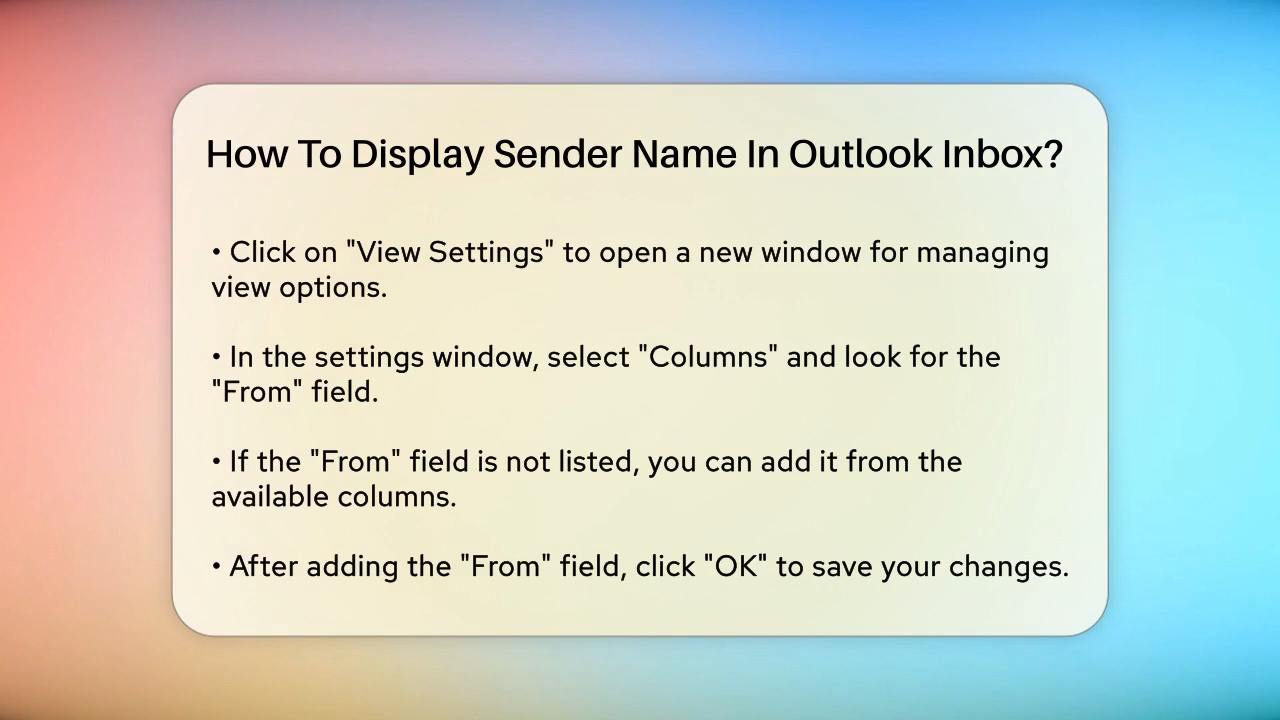 How To Display Sender Name In Outlook Inbox?
• Click on "View Settings" to open a new window for managing
view options.
• In the settings window, select "Columns" and look for the
"From" field.
• If the "From" field is not listed, you can add it from the
available columns.
• After adding the "From" field, click "OK" to save your changes.